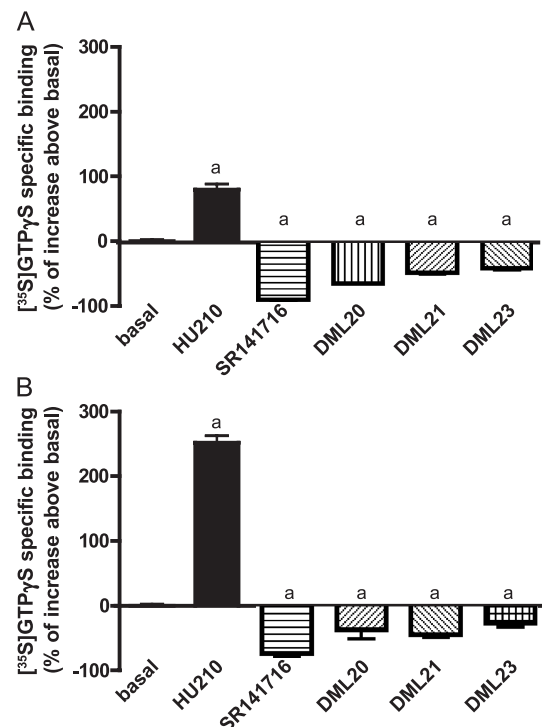 A
[³⁵S]GTPγS specific binding
(% of increase above basal)
300
200
100
0
-100
a
a
a
a
a
basal
HU210
SR141716
DML20
DML21
DML23
B
[³⁵S]GTPγS specific binding
(% of increase above basal)
300
200
100
0
-100
a
a
a
a
a
basal
HU210
SR141716
DML20
DML21
DML23